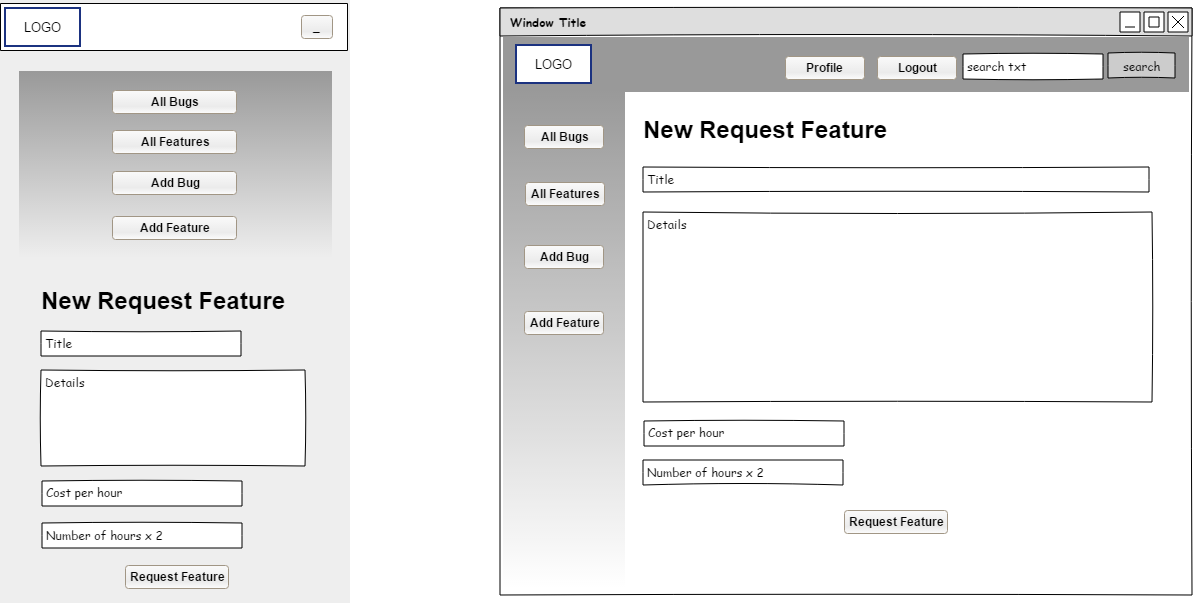 LOGO
_
All Bugs
All Features
Add Bug
Add Feature
New Request Feature
Title
Details
Cost per hour
Number of hours x 2
Request Feature
Window Title
LOGO
Profile
Logout
search txt
search
All Bugs
All Features
Add Bug
Add Feature
New Request Feature
Title
Details
Cost per hour
Number of hours x 2
Request Feature